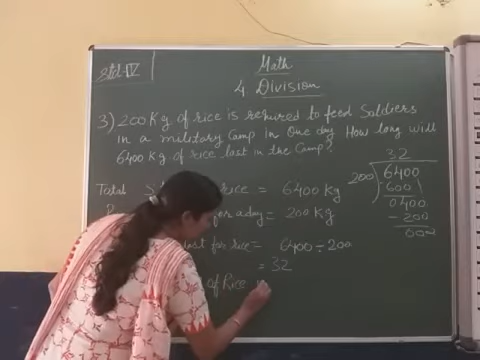 Std-IV
Math
4 Division
3) 200 Kg of rice is required to feed Soldiers
in a military Camp in One day How long will
6400 Kg of rice last in the Camp?
Total S rice = 6400 Kg
R for a day = 200 Kg
last for rice = 6400 ÷ 200
= 32
of Rice =
32
200 6400
600
0400
- 200
000